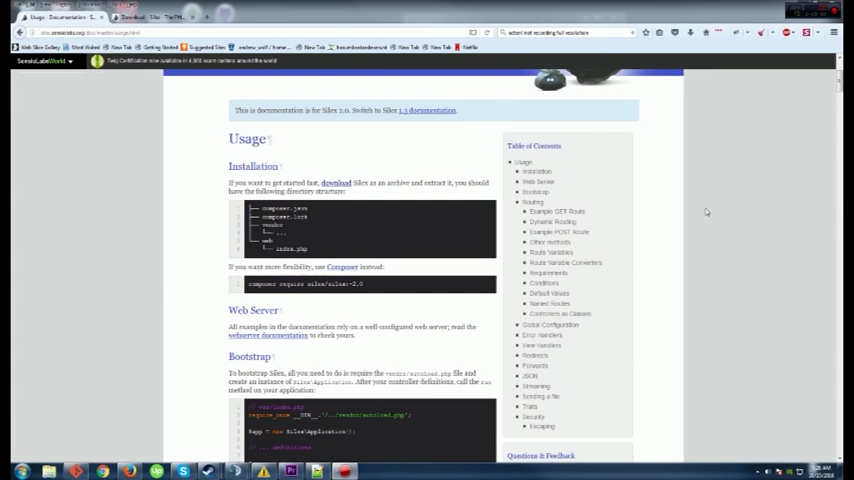 Usage - Documentation - S...
Download - Silex - The PH...
silex.sensiolabs.org/doc/master/usage.html
action! not recording full resolution
Web Slice Gallery
Most Visited
New Tab
Getting Started
Suggested Sites
andrew_wolf / home...
New Tab
New Tab
New Tab
Netflix
SensioLabsWorld
Twig Certification now available in 4,000 exam centers around the world
This is documentation for Silex 2.0. Switch to Silex 1.3 documentation.
Usage¶
Installation¶
If you want to get started fast, download Silex as an archive and extract it, you should
have the following directory structure:
├── composer.json
├── composer.lock
├── vendor
│ └── ...
└── web
└── index.php
If you want more flexibility, use Composer instead:
1 composer require silex/silex:~2.0
Web Server¶
All examples in the documentation rely on a well-configured web server; read the
webserver documentation to check yours.
Bootstrap¶
To bootstrap Silex, all you need to do is require the vendor/autoload.php file and
create an instance of Silex\Application. After your controller definitions, call the run
method on your application:
// web/index.php
require_once __DIR__.'/../vendor/autoload.php';
$app = new Silex\Application();
// ... definitions
Table of Contents
Usage
Installation
Web Server
Bootstrap
Routing
Example GET Route
Dynamic Routing
Example POST Route
Other methods
Route Variables
Route Variable Converters
Requirements
Conditions
Default Values
Named Routes
Controllers as Classes
Global Configuration
Error Handlers
View Handlers
Redirects
Forwards
JSON
Streaming
Sending a file
Traits
Security
Escaping
Questions & Feedback